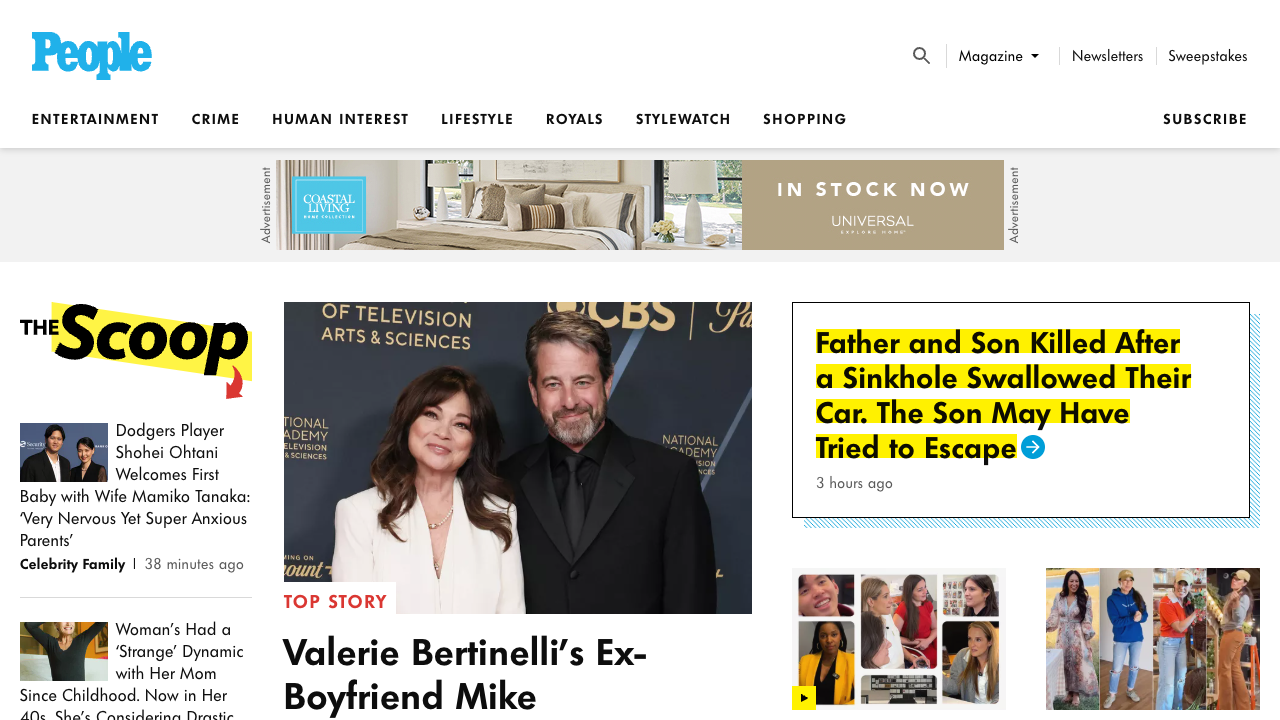 People
Magazine
Newsletters
Sweepstakes
ENTERTAINMENT
CRIME
HUMAN INTEREST
LIFESTYLE
ROYALS
STYLEWATCH
SHOPPING
SUBSCRIBE
Advertisement
COASTAL
LIVING
HOME COLLECTION
IN STOCK NOW
UNIVERSAL
EXPLORE HOME
Advertisement
THE Scoop
Dodgers Player
Shohei Ohtani
Welcomes First
Baby with Wife Mamiko Tanaka:
‘Very Nervous Yet Super Anxious
Parents’
Celebrity Family
38 minutes ago
Woman’s Had a
‘Strange’ Dynamic
with Her Mom
Since Childhood. Now in Her
40s, She’s Considering Drastic
OF TELEVISION
ARTS & SCIENCES
CBS
NATIONAL
ACADEMY
TELEVISION
& SCIENCES
TOP STORY
Valerie Bertinelli’s Ex-
Boyfriend Mike
Father and Son Killed After
a Sinkhole Swallowed Their
Car. The Son May Have
Tried to Escape
3 hours ago